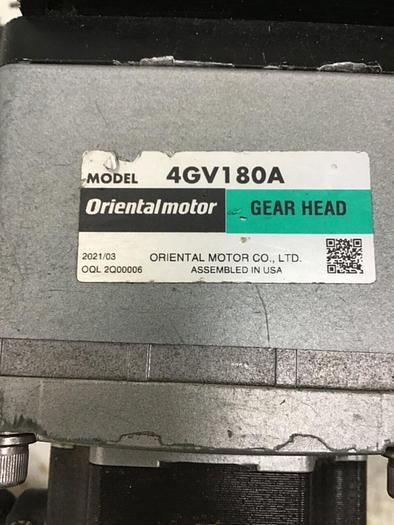 MODEL 4GV180A
Orientalmotor GEAR HEAD
2021/03 ORIENTAL MOTOR CO., LTD.
OQL 2Q00006 ASSEMBLED IN USA